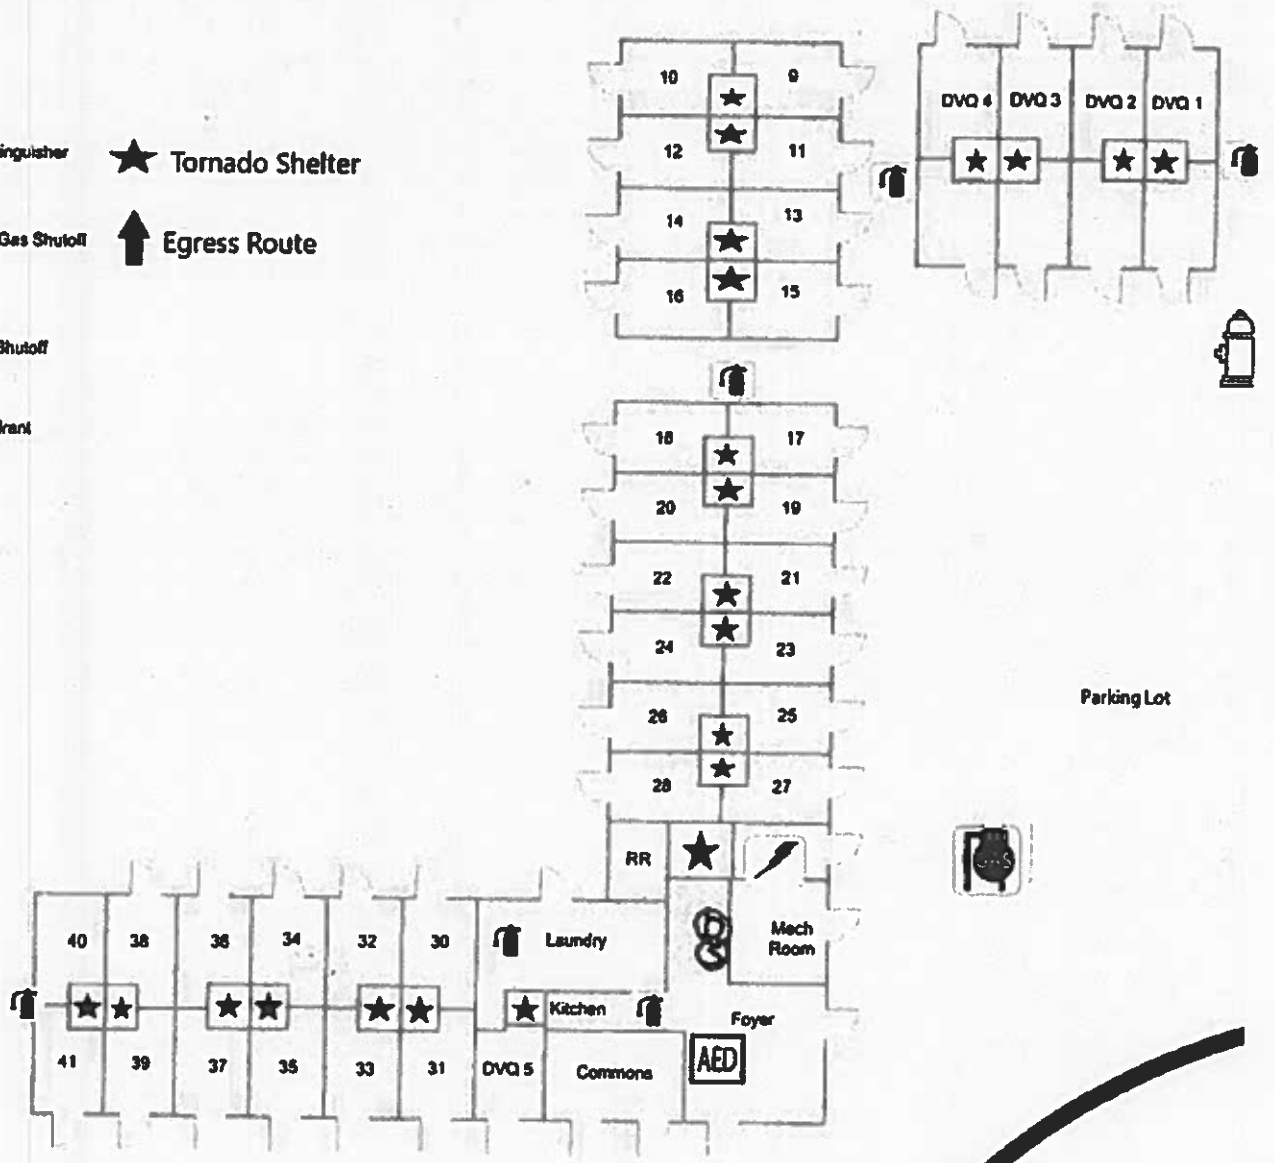 inguisher
Tornado Shelter
Gas Shutoff
Egress Route
Shutoff
10 9
12 11
14 13
16 15
DVQ 4 DVQ 3 DVQ 2 DVQ 1
18 17
20 19
22 21
24 23
26 25
28 27
Parking Lot
RR
GAS
40 38 36 34 32 30
Laundry
Mech
Room
Kitchen
Foyer
41 39 37 35 33 31
DVQ 5
Commons
AED